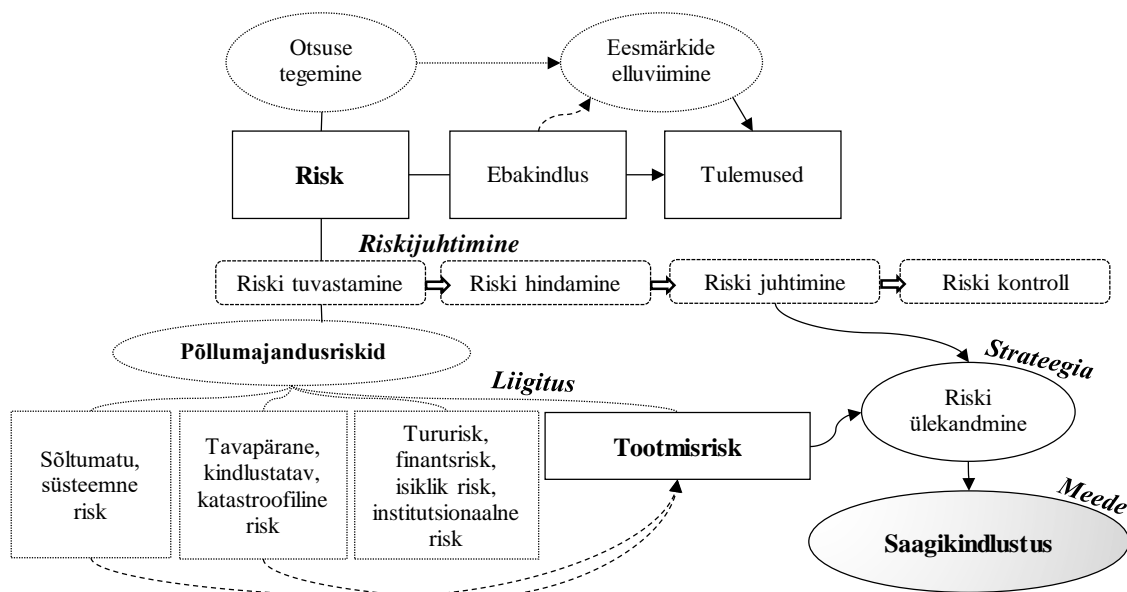 Otsuse
tegemine
Eesmärkide
elluviimine
Risk
Ebakindlus
Tulemused
Riskijuhtimine
Riski tuvastamine
Riski hindamine
Riski juhtimine
Riski kontroll
Põllumajandusriskid
Liigitus
Strateegia
Sõltumatu,
süsteemne
risk
Tavapärane,
kindlustatav,
katastroofiline
risk
Tururisk,
finantsrisk,
isiklik risk,
institutsionaalne
risk
Tootmisrisk
Riski
ülekandmine
Meede
Saagikindlustus